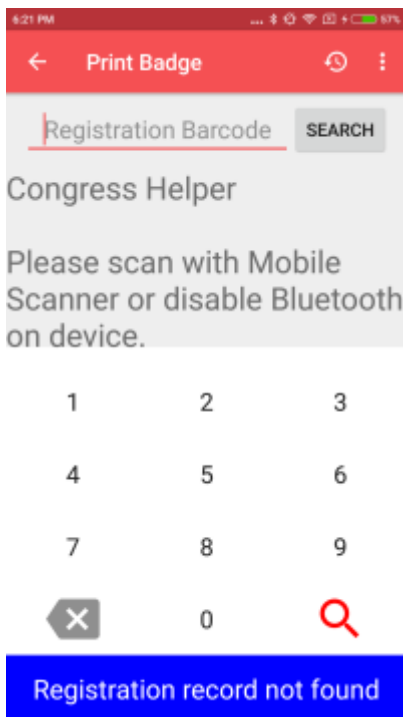 6:21 PM ... 87%
Print Badge
Registration Barcode SEARCH
Congress Helper
Please scan with Mobile
Scanner or disable Bluetooth
on device.
1 2 3
4 5 6
7 8 9
0
Registration record not found